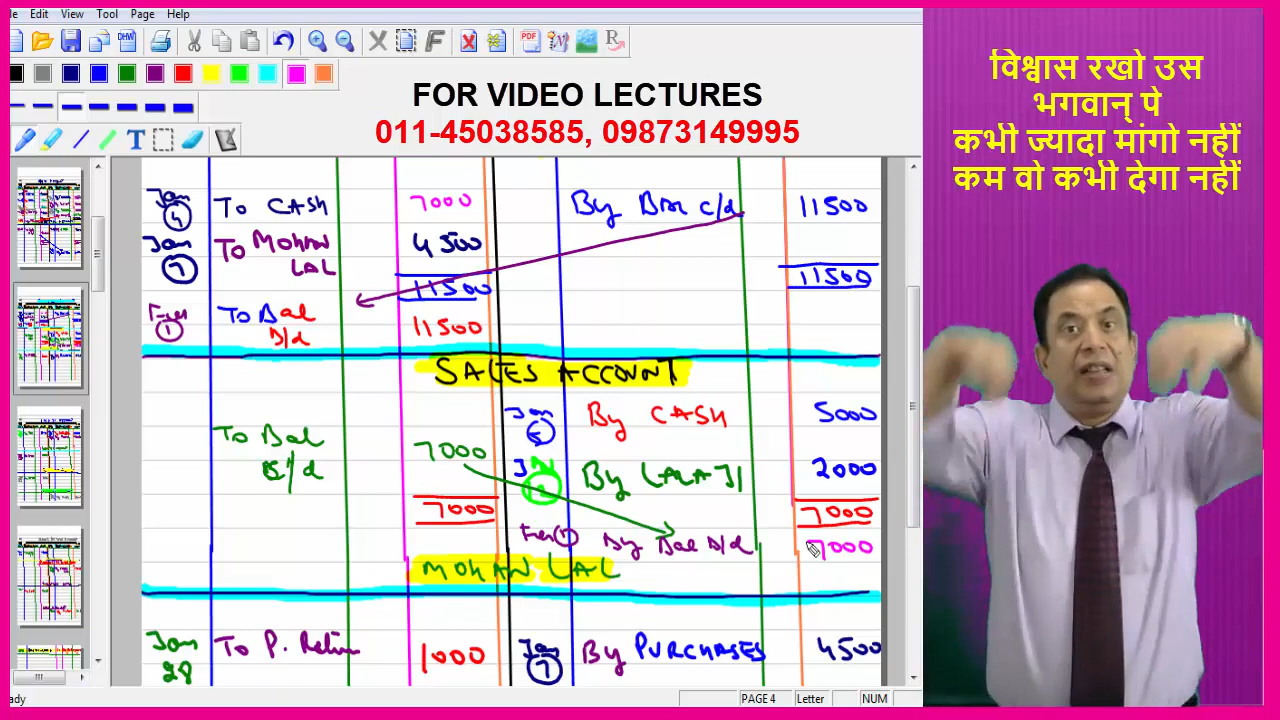 Edit View Tool Page Help
FOR VIDEO LECTURES
011-45038585, 09873149995
विश्वास रखो उस
भगवान् पे
कभी ज्यादा मांगो नहीं
कम वो कभी देगा नहीं
DHW
PDF
Jan 4 To CASH 7000 By Bal c/d 11500
Jan 7 To MOHAN LAL 4500
11500 11500
1 To Bal B/d 11500
SALES ACCOUNT
Jan 5 By CASH 5000
To Bal c/d 7000 By LALAJI 2000
7000 7000
By Bal B/d 7000
MOHAN LAL
Jan 28 To P. Return 1000 Jan 7 By PURCHASES 4500
ady PAGE 4 Letter NUM